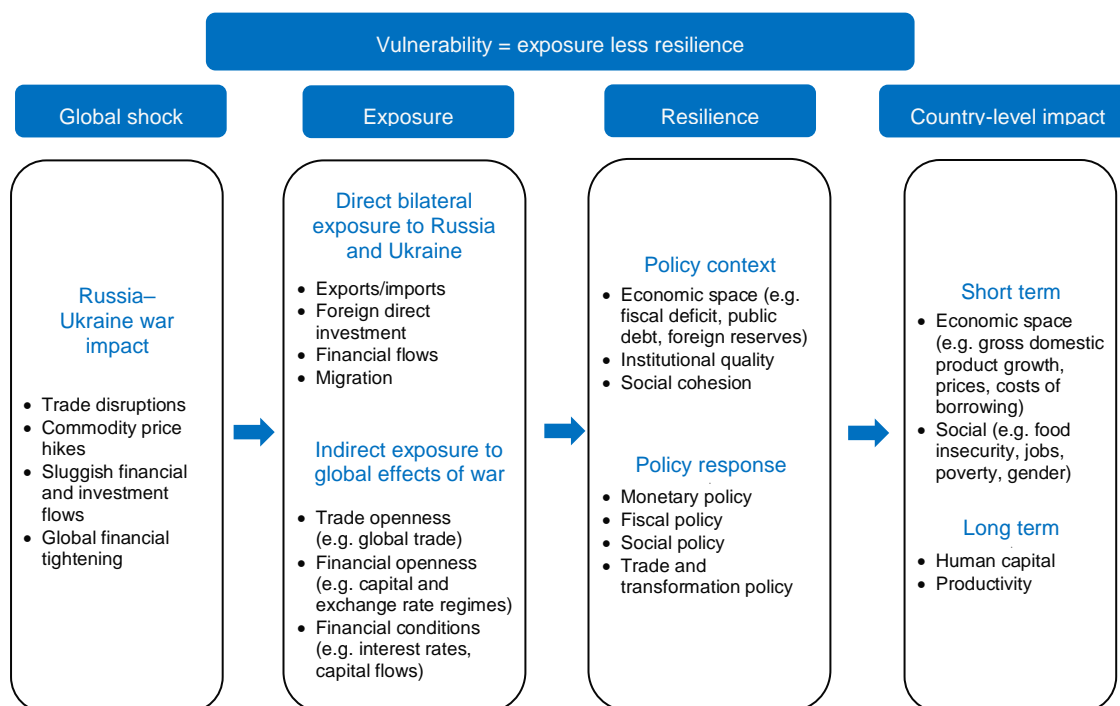 Vulnerability = exposure less resilience
Global shock
Exposure
Resilience
Country-level impact
Russia–
Ukraine war
impact
• Trade disruptions
• Commodity price
hikes
• Sluggish financial
and investment
flows
• Global financial
tightening
Direct bilateral
exposure to Russia
and Ukraine
• Exports/imports
• Foreign direct
investment
• Financial flows
• Migration
Indirect exposure to
global effects of war
• Trade openness
(e.g. global trade)
• Financial openness
(e.g. capital and
exchange rate regimes)
• Financial conditions
(e.g. interest rates,
capital flows)
Policy context
• Economic space (e.g.
fiscal deficit, public
debt, foreign reserves)
• Institutional quality
• Social cohesion
Policy response
• Monetary policy
• Fiscal policy
• Social policy
• Trade and
transformation policy
Short term
• Economic space
(e.g. gross domestic
product growth,
prices, costs of
borrowing)
• Social (e.g. food
insecurity, jobs,
poverty, gender)
Long term
• Human capital
• Productivity